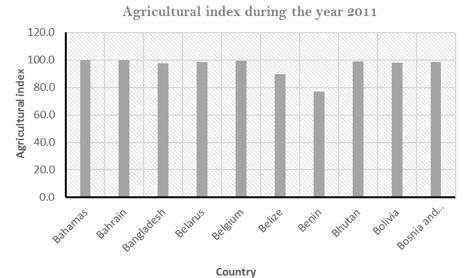 Agricultural index during the year 2011
120.0
100.0
80.0
60.0
40.0
20.0
0.0
Agricultural index
Bahamas
Bahrain
Bangladesh
Belarus
Belgium
Belize
Benin
Bhutan
Bolivia
Bosnia and...
Country